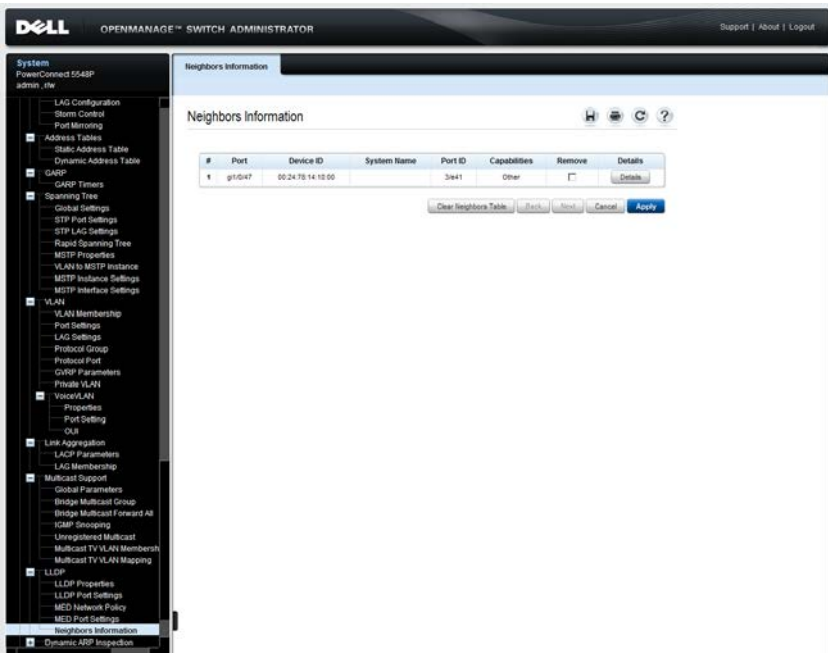 DELL
OPENMANAGE™ SWITCH ADMINISTRATOR
Support | About | Logout
System
PowerConnect 5548P
admin , r/w
LAG Configuration
Storm Control
Port Mirroring
Address Tables
Static Address Table
Dynamic Address Table
GARP
GARP Timers
Spanning Tree
Global Settings
STP Port Settings
STP LAG Settings
Rapid Spanning Tree
MSTP Properties
VLAN to MSTP Instance
MSTP Instance Settings
MSTP Interface Settings
VLAN
VLAN Membership
Port Settings
LAG Settings
Protocol Group
Protocol Port
GVRP Parameters
Private VLAN
VoiceVLAN
Properties
Port Setting
OUI
Link Aggregation
LACP Parameters
LAG Membership
Multicast Support
Global Parameters
Bridge Multicast Group
Bridge Multicast Forward All
IGMP Snooping
Unregistered Multicast
Multicast TV VLAN Membersh
Multicast TV VLAN Mapping
LLDP
LLDP Properties
LLDP Port Settings
MED Network Policy
MED Port Settings
Neighbors Information
Dynamic ARP Inspection
Neighbors Information
Neighbors Information
# Port Device ID System Name Port ID Capabilities Remove Details
1 gi1/0/47 00:24:78:14:10:00 3/e41 Other Details
Clear Neighbors Table Back Next Cancel Apply